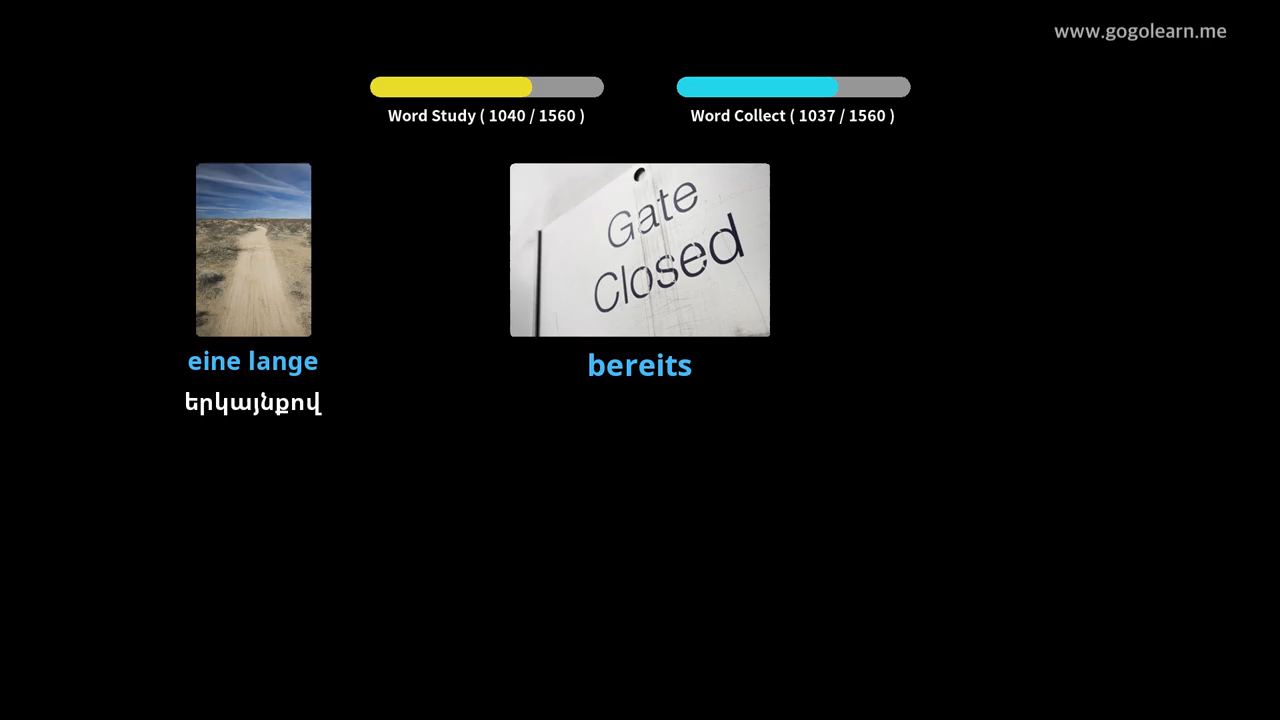 www.gogolearn.me
Word Study ( 1040 / 1560 )
Word Collect ( 1037 / 1560 )
Gate
Closed
eine lange
bereits
երկայնքով